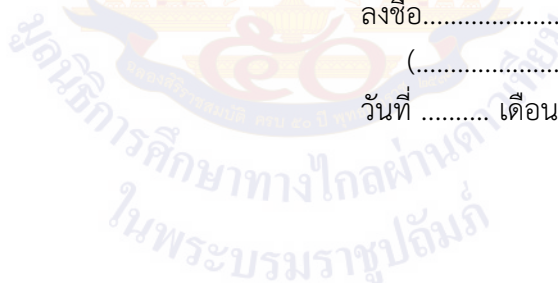 ลงชื่อ.....................
(.....................
วันที่ .......... เดือน
มูลนิธิการศึกษาทางไกลผ่านดาวเทียม
ในพระบรมราชูปถัมภ์